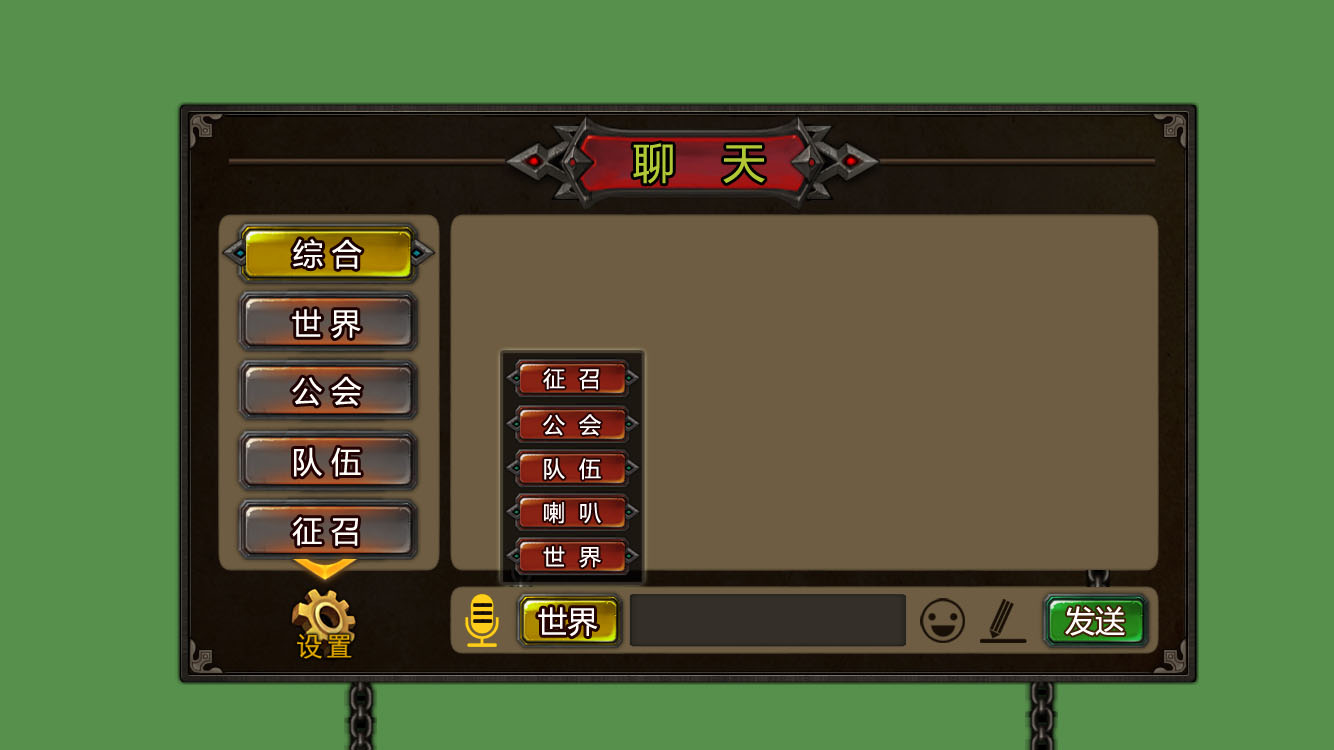 聊 天
综合
世界
公会
队伍
征召
设置
征 召
公 会
队 伍
喇 叭
世 界
世界
发送